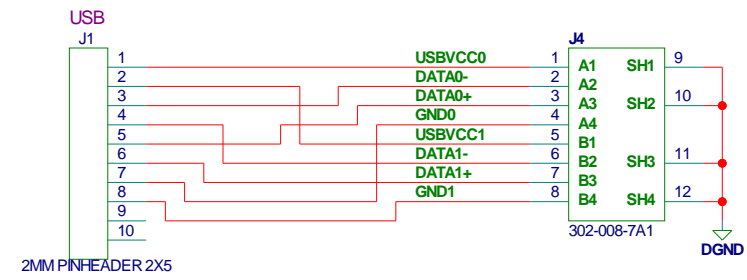 USB
J1
J4
1 USBVCC0 1 A1 SH1 9
2 DATA0- 2 A2
3 DATA0+ 3 A3 SH2 10
4 GND0 4 A4
5 USBVCC1 5 B1
6 DATA1- 6 B2 SH3 11
7 DATA1+ 7 B3
8 GND1 8 B4 SH4 12
9
10
302-008-7A1
DGND
2MM PINHEADER 2X5